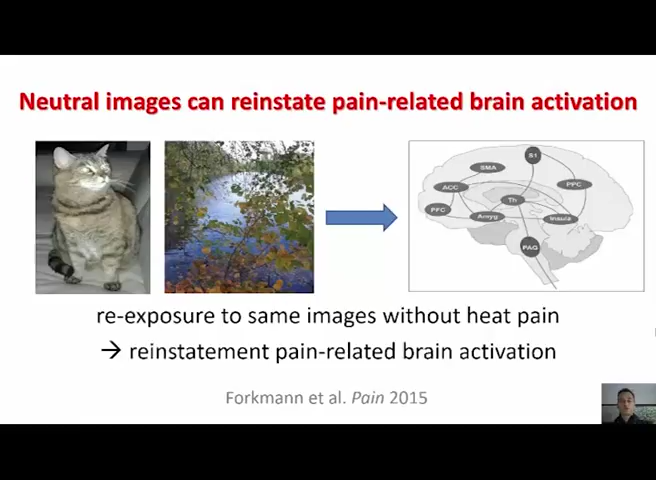 Neutral images can reinstate pain-related brain activation
S1
SMA
ACC
PPC
Th
PFC
Amyg
Insula
PAG
re-exposure to same images without heat pain
→ reinstatement pain-related brain activation
Forkmann et al. Pain 2015